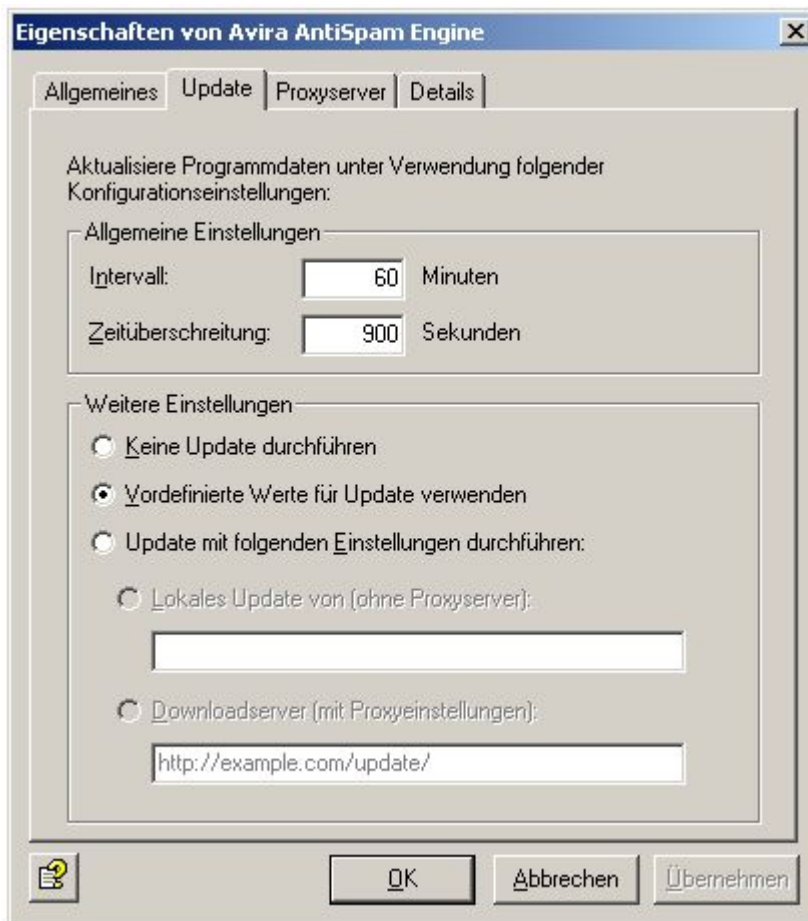 Eigenschaften von Avira AntiSpam Engine
Allgemeines Update Proxyserver Details
Aktualisiere Programmdaten unter Verwendung folgender
Konfigurationseinstellungen:
Allgemeine Einstellungen
Intervall: 60 Minuten
Zeitüberschreitung: 900 Sekunden
Weitere Einstellungen
Keine Update durchführen
Vordefinierte Werte für Update verwenden
Update mit folgenden Einstellungen durchführen:
Lokales Update von (ohne Proxyserver):
Downloadserver (mit Proxyeinstellungen):
http://example.com/update/
OK Abbrechen Übernehmen